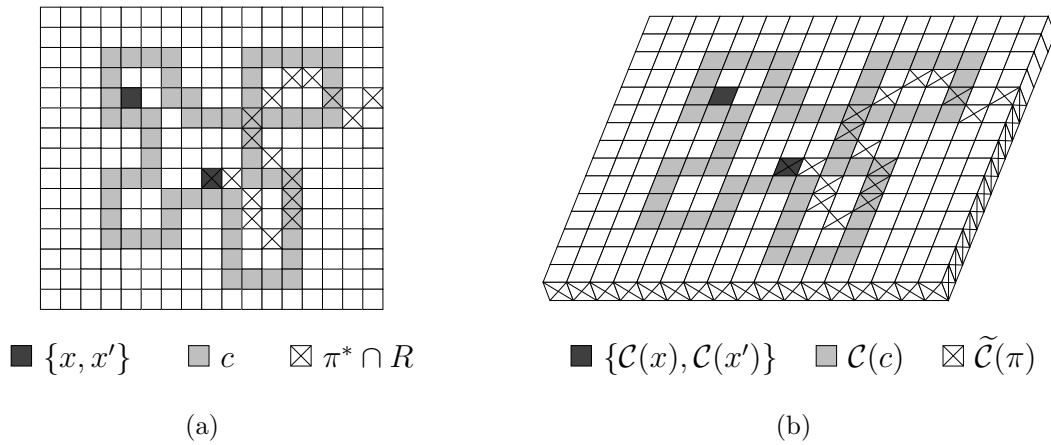 {x, x′} c π* ∩ R
{𝒞(x), 𝒞(x′)} 𝒞(c) 𝒞̃(π)
(a) (b)